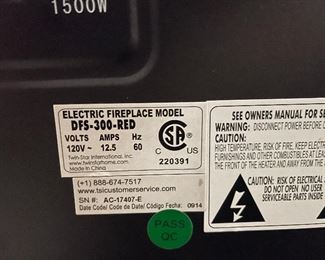 1500W
ELECTRIC FIREPLACE MODEL
DFS-300-RED
VOLTS AMPS Hz
120V~ 12.5 60
Twin-Star International, Inc.
www.twinstarhome.com
Made in China
C US
220391
(+1) 888-674-7517
www.tsicustomerservice.com
SN #: AC-17407-E
Date Code/ Code de Date/ Código Fecha: 0914
PASS
QC
SEE OWNERS MANUAL FOR SE
WARNING: DISCONNECT POWER BEFORE
CAUTION:
HIGH TEMPERATURE, RISK OF FIRE, KEEP ELECTRI
FURNISHINGS AND OTHER COMBUSTIBLES AT LEA
THE FRONT OF THE HEATER AND AWAY FROM THE
CAUTION: RISK OF ELECTRICAL
DO NOT OPEN NO USER
SERVICEABLE PARTS INSIDE